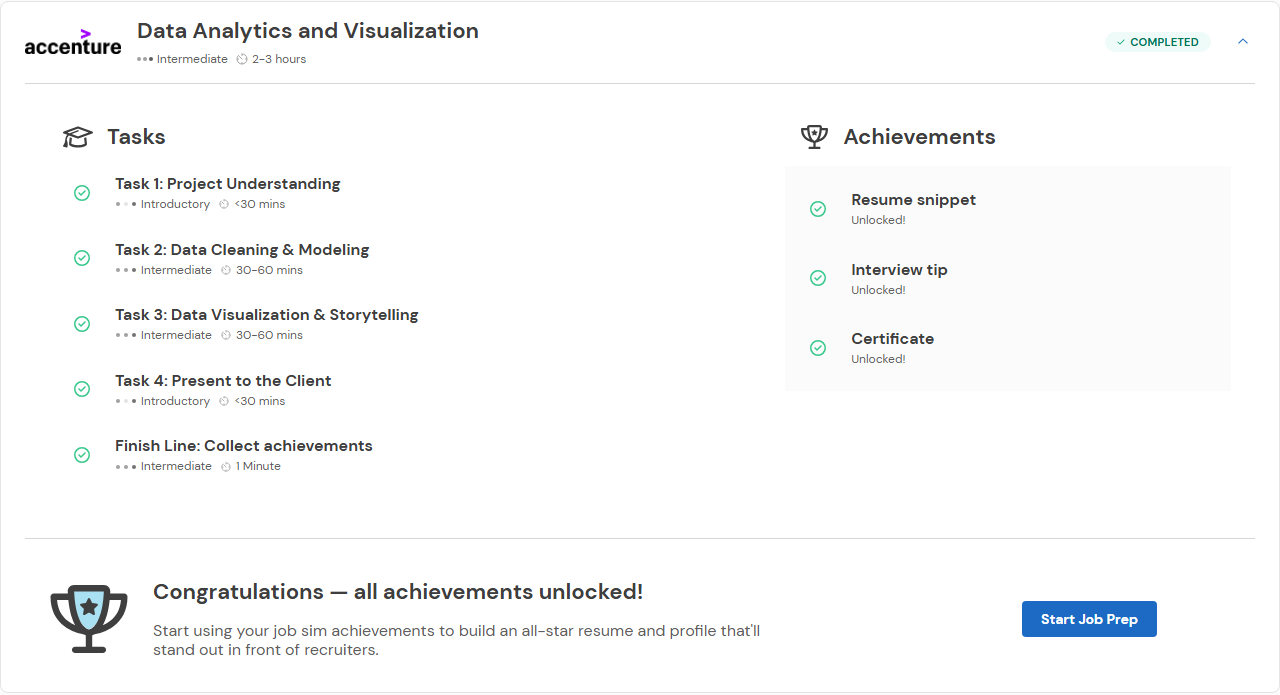 accenture
Data Analytics and Visualization
Intermediate 2-3 hours
COMPLETED
Tasks
Task 1: Project Understanding
Introductory <30 mins
Task 2: Data Cleaning & Modeling
Intermediate 30-60 mins
Task 3: Data Visualization & Storytelling
Intermediate 30-60 mins
Task 4: Present to the Client
Introductory <30 mins
Finish Line: Collect achievements
Intermediate 1 Minute
Achievements
Resume snippet
Unlocked!
Interview tip
Unlocked!
Certificate
Unlocked!
Congratulations — all achievements unlocked!
Start using your job sim achievements to build an all-star resume and profile that'll
stand out in front of recruiters.
Start Job Prep